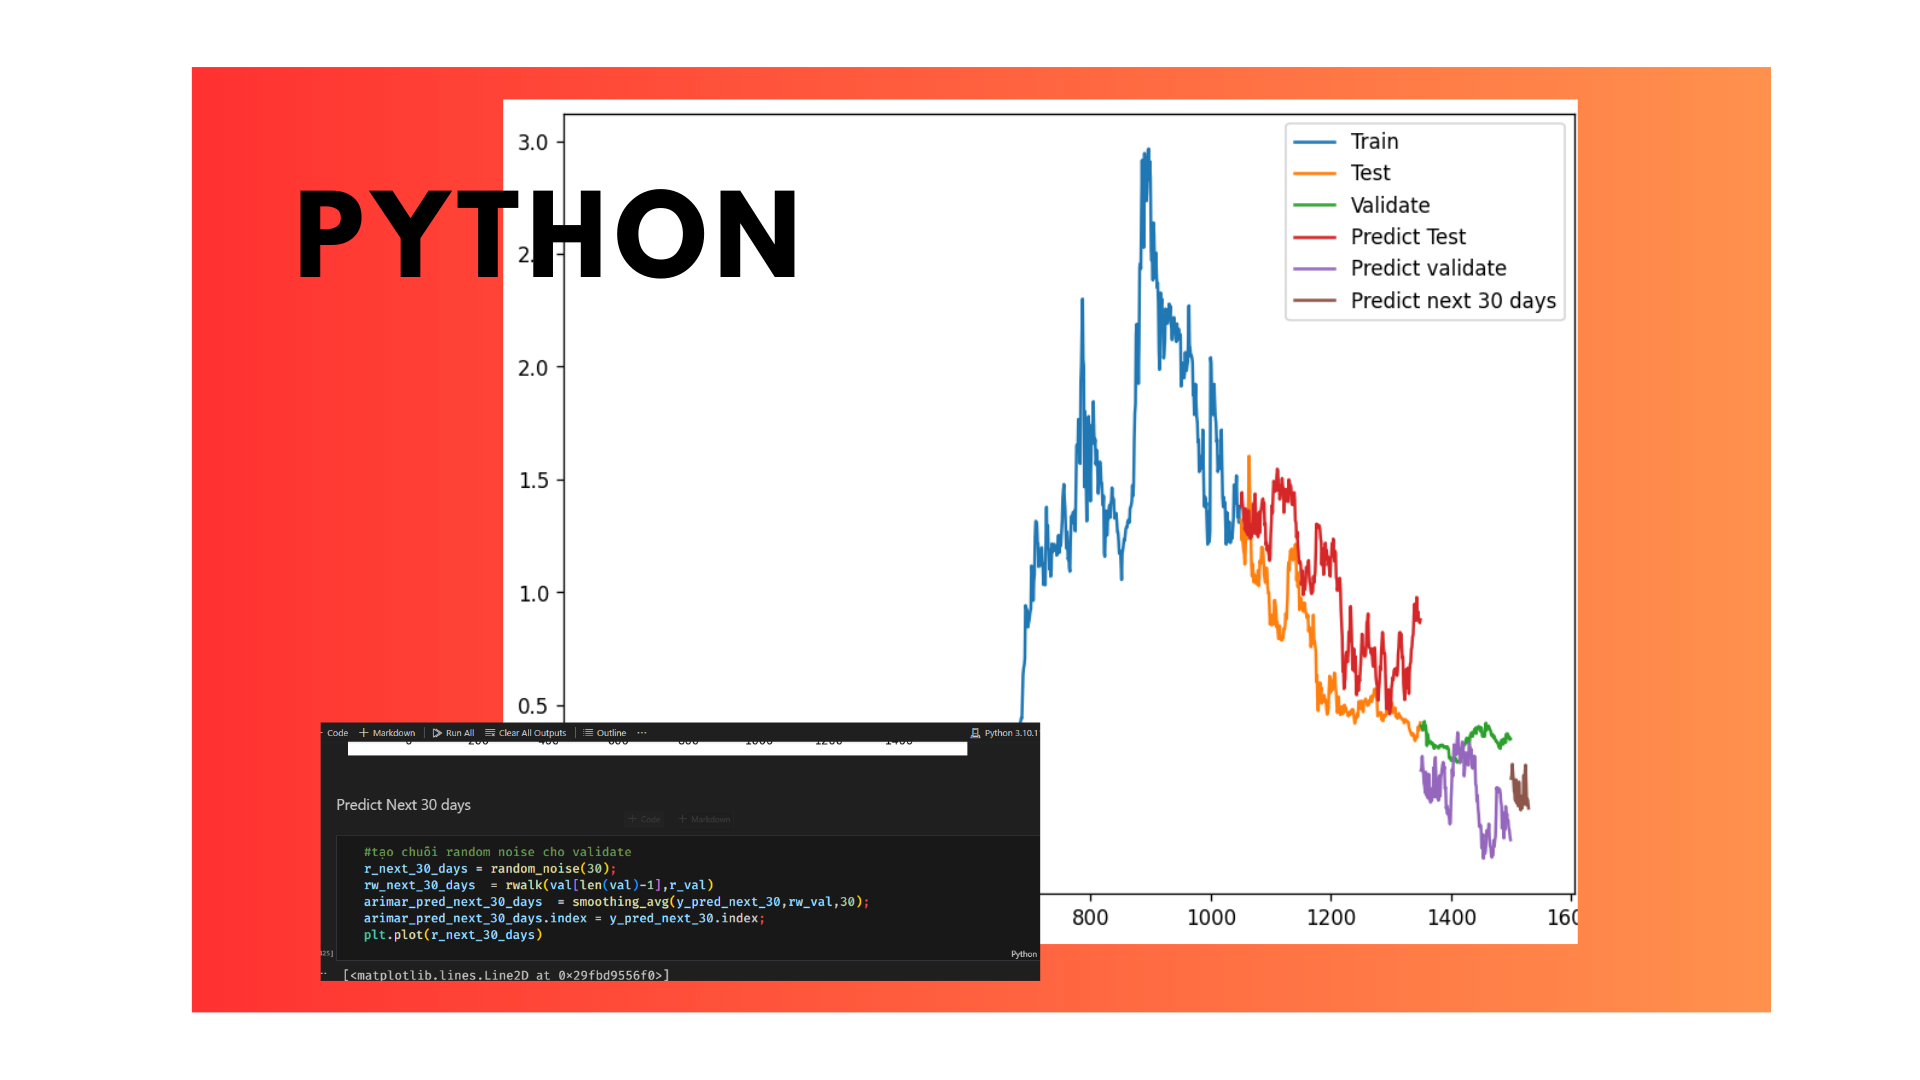 PYTHON
3.0
2.0
1.5
1.0
0.5
Train
Test
Validate
Predict Test
Predict validate
Predict next 30 days
800
1000
1200
1400
Code
Markdown
Run All
Clear All Outputs
Outline
...
Python 3.10.1
Predict Next 30 days
+ Code
+ Markdown
#tạo chuỗi random noise cho validate
r_next_30_days = random_noise(30);
rw_next_30_days  = rwalk(val[len(val)-1],r_val)
arimar_pred_next_30_days  = smoothing_avg(y_pred_next_30,rw_val,30);
arimar_pred_next_30_days.index = y_pred_next_30.index;
plt.plot(r_next_30_days)
Python
[<matplotlib.lines.Line2D at 0x29fbd9556f0>]